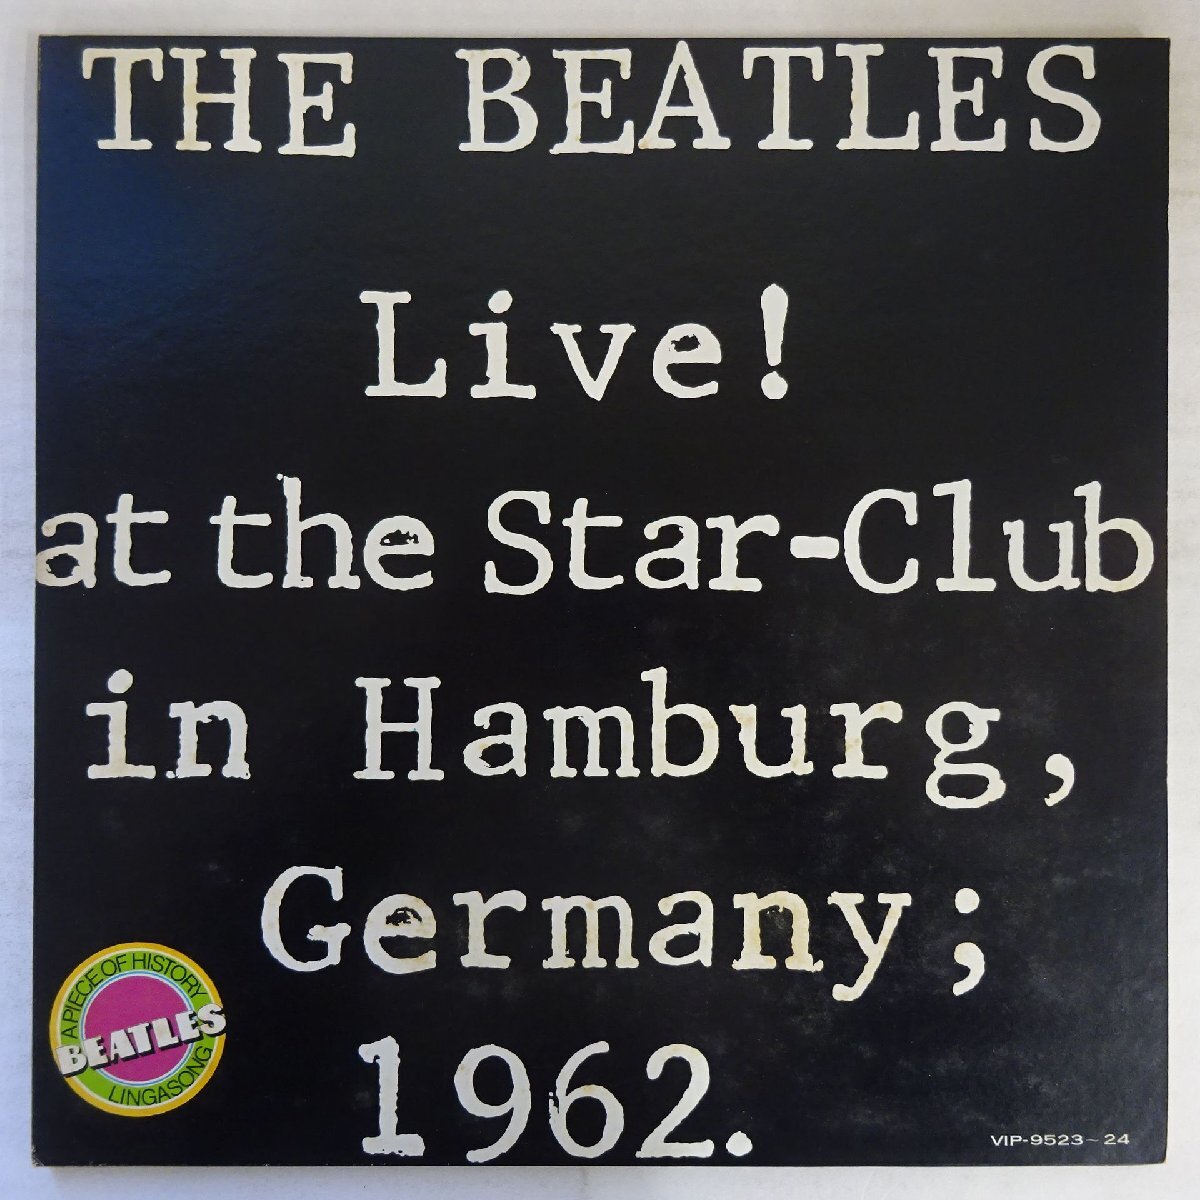 THE BEATLES
Live!
at the Star-Club
in Hamburg,
Germany;
1962.
A PIECE OF HISTORY
BEATLES
LINGASONG
VIP-9523~24